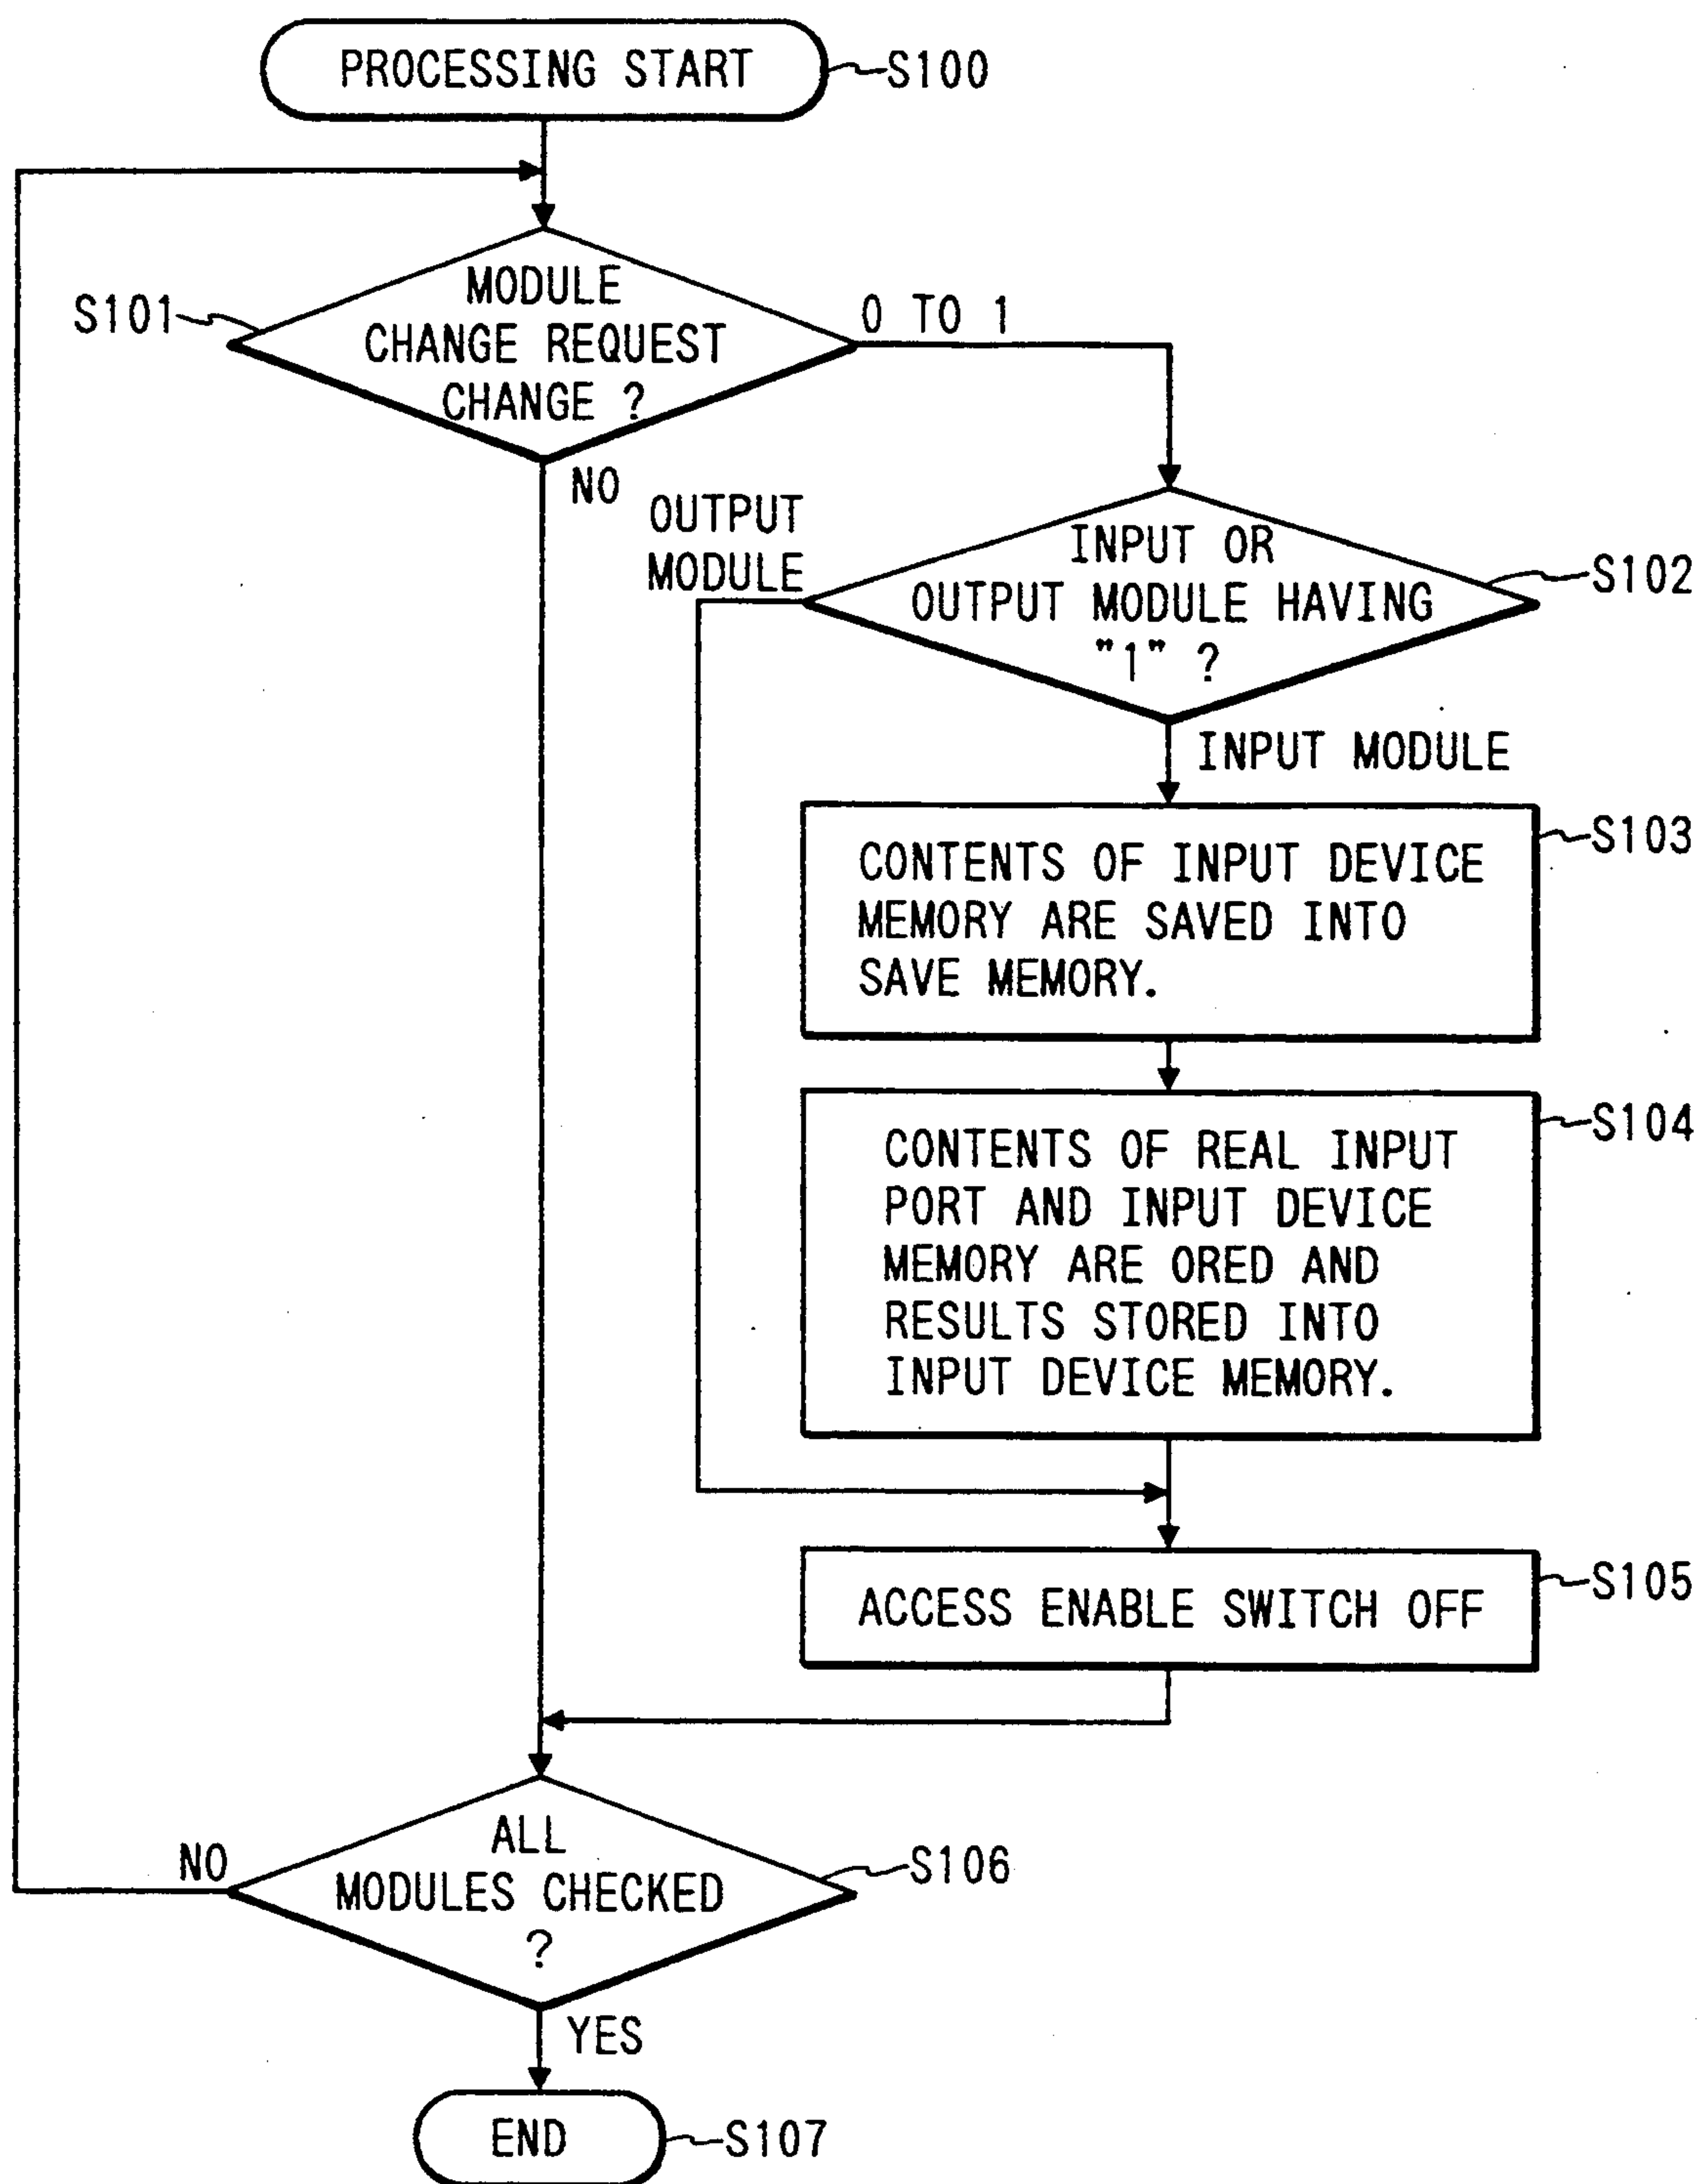 PROCESSING START
S100
S101
MODULE
CHANGE REQUEST
CHANGE ?
0 TO 1
NO
OUTPUT
MODULE
INPUT OR
OUTPUT MODULE HAVING
"1" ?
S102
INPUT MODULE
CONTENTS OF INPUT DEVICE
MEMORY ARE SAVED INTO
SAVE MEMORY.
S103
CONTENTS OF REAL INPUT
PORT AND INPUT DEVICE
MEMORY ARE ORED AND
RESULTS STORED INTO
INPUT DEVICE MEMORY.
S104
ACCESS ENABLE SWITCH OFF
S105
NO
ALL
MODULES CHECKED
?
S106
YES
END
S107